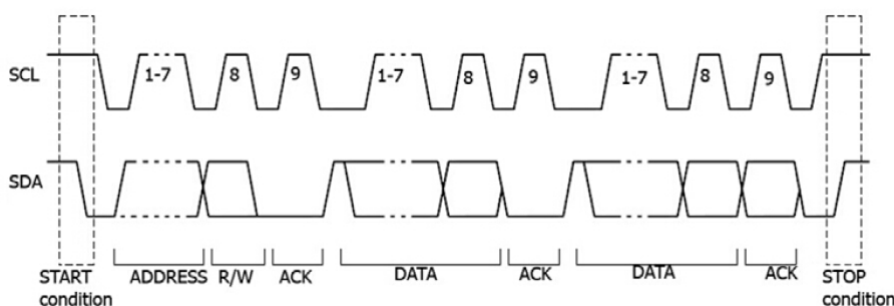 SCL 1-7 8 9 1-7 8 9 1-7 8 9
SDA
START ADDRESS R/W ACK DATA ACK DATA ACK STOP
condition condition